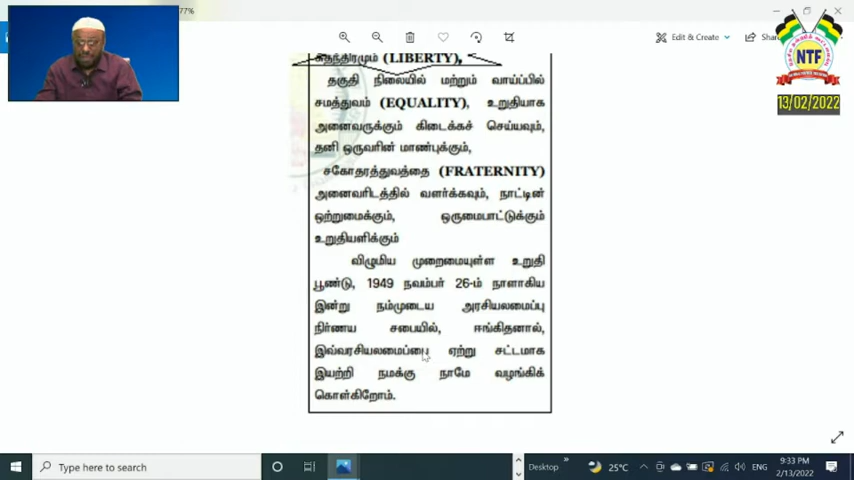 77%
Edit & Create
Shar
NTF
13/02/2022
சுதந்திரமும் (LIBERTY),
தகுதி நிலையில் மற்றும் வாய்ப்பில்
சமத்துவம் (EQUALITY), உறுதியாக
அனைவருக்கும் கிடைக்கச் செய்யவும்,
தனி ஒருவரின் மாண்புக்கும்,
சகோதரத்துவத்தை (FRATERNITY)
அனைவரிடத்தில் வளர்க்கவும், நாட்டின்
ஒற்றுமைக்கும், ஒருமைபாட்டுக்கும்
உறுதியளிக்கும்
விழுமிய முறைமையுள்ள உறுதி
பூண்டு, 1949 நவம்பர் 26-ம் நாளாகிய
இன்று நம்முடைய அரசியலமைப்பு
நிர்ணய சபையில், ஈங்கிதனால்,
இவ்வரசியலமைப்பை ஏற்று சட்டமாக
இயற்றி நமக்கு நாமே வழங்கிக்
கொள்கிறோம்.
Type here to search
Desktop
25°C
ENG
9:33 PM
2/13/2022